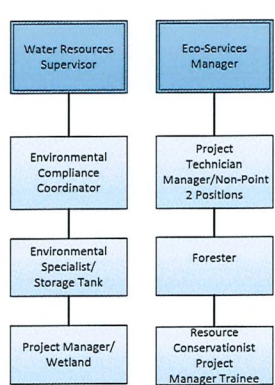 Water Resources
Supervisor
Environmental
Compliance
Coordinator
Environmental
Specialist/
Storage Tank
Project Manager/
Wetland
Eco-Services
Manager
Project
Technician
Manager/Non-Point
2 Positions
Forester
Resource
Conservationist
Project
Manager Trainee